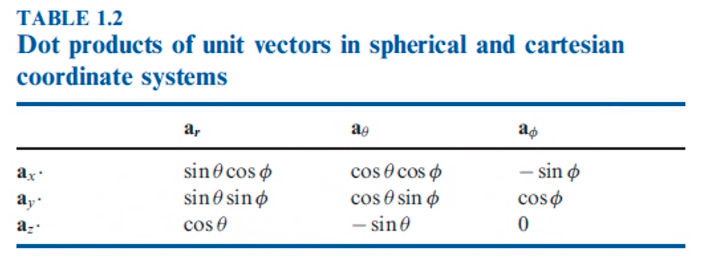 TABLE 1.2
Dot products of unit vectors in spherical and cartesian
coordinate systems
a_r a_θ a_ϕ
a_x· sin θ cos ϕ cos θ cos ϕ − sin ϕ
a_y· sin θ sin ϕ cos θ sin ϕ cos ϕ
a_z· cos θ − sin θ 0